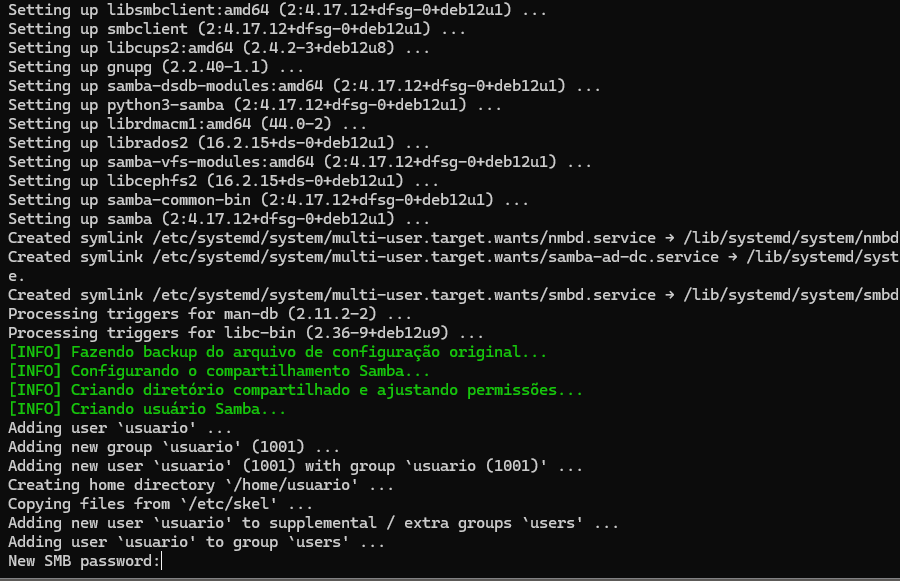 Setting up libsmbclient:amd64 (2:4.17.12+dfsg-0+deb12u1) ...
Setting up smbclient (2:4.17.12+dfsg-0+deb12u1) ...
Setting up libcups2:amd64 (2.4.2-3+deb12u8) ...
Setting up gnupg (2.2.40-1.1) ...
Setting up samba-dsdb-modules:amd64 (2:4.17.12+dfsg-0+deb12u1) ...
Setting up python3-samba (2:4.17.12+dfsg-0+deb12u1) ...
Setting up librdmacm1:amd64 (44.0-2) ...
Setting up librados2 (16.2.15+ds-0+deb12u1) ...
Setting up samba-vfs-modules:amd64 (2:4.17.12+dfsg-0+deb12u1) ...
Setting up libcephfs2 (16.2.15+ds-0+deb12u1) ...
Setting up samba-common-bin (2:4.17.12+dfsg-0+deb12u1) ...
Setting up samba (2:4.17.12+dfsg-0+deb12u1) ...
Created symlink /etc/systemd/system/multi-user.target.wants/nmbd.service → /lib/systemd/system/nmbd
Created symlink /etc/systemd/system/multi-user.target.wants/samba-ad-dc.service → /lib/systemd/syst
e.
Created symlink /etc/systemd/system/multi-user.target.wants/smbd.service → /lib/systemd/system/smbd
Processing triggers for man-db (2.11.2-2) ...
Processing triggers for libc-bin (2.36-9+deb12u9) ...
[INFO] Fazendo backup do arquivo de configuração original...
[INFO] Configurando o compartilhamento Samba...
[INFO] Criando diretório compartilhado e ajustando permissões...
[INFO] Criando usuário Samba...
Adding user `usuario' ...
Adding new group `usuario' (1001) ...
Adding new user `usuario' (1001) with group `usuario (1001)' ...
Creating home directory `/home/usuario' ...
Copying files from `/etc/skel' ...
Adding new user `usuario' to supplemental / extra groups `users' ...
Adding user `usuario' to group `users' ...
New SMB password: